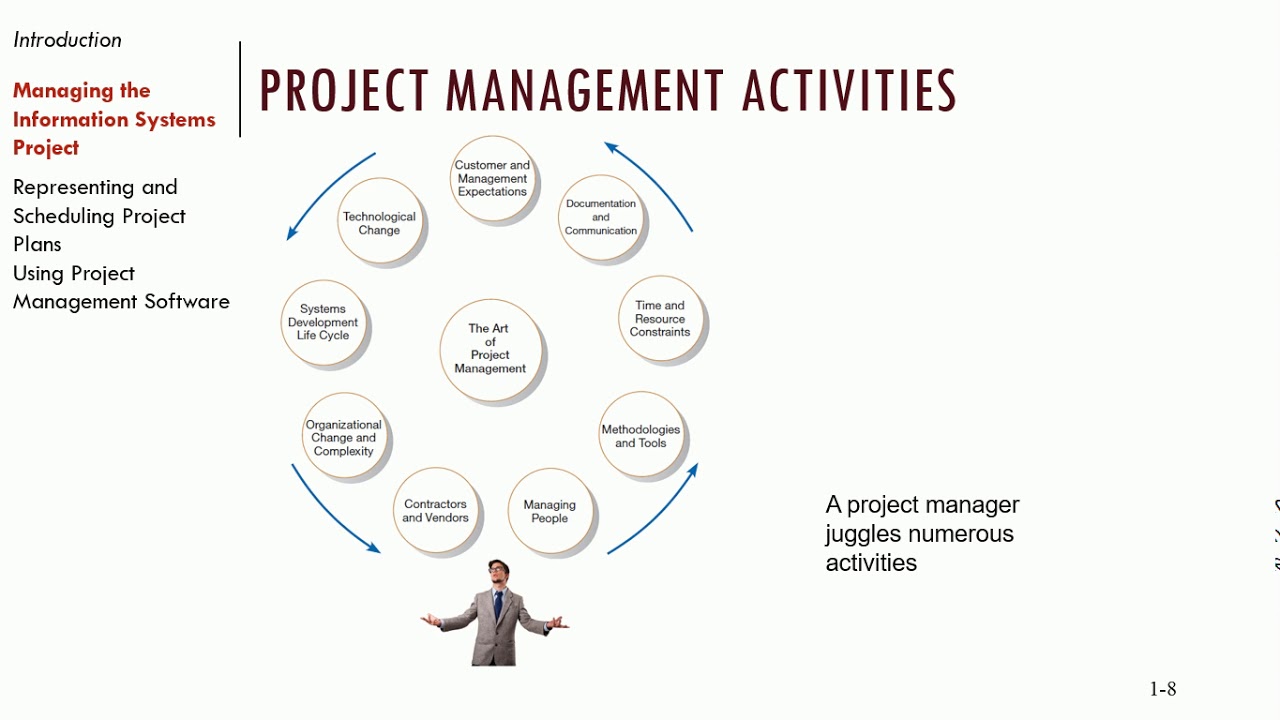 Introduction
Managing the
Information Systems
Project
Representing and
Scheduling Project
Plans
Using Project
Management Software
PROJECT MANAGEMENT ACTIVITIES
Customer and
Management
Expectations
Technological
Change
Documentation
and
Communication
Systems
Development
Life Cycle
The Art
of
Project
Management
Time and
Resource
Constraints
Organizational
Change and
Complexity
Methodologies
and Tools
Contractors
and Vendors
Managing
People
A project manager
juggles numerous
activities
1-8